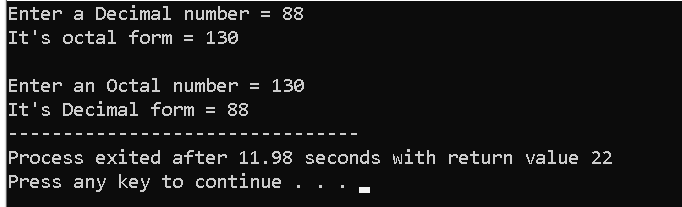 Enter a Decimal number = 88
It's octal form = 130
Enter an Octal number = 130
It's Decimal form = 88
--------------------------------
Process exited after 11.98 seconds with return value 22
Press any key to continue . . .